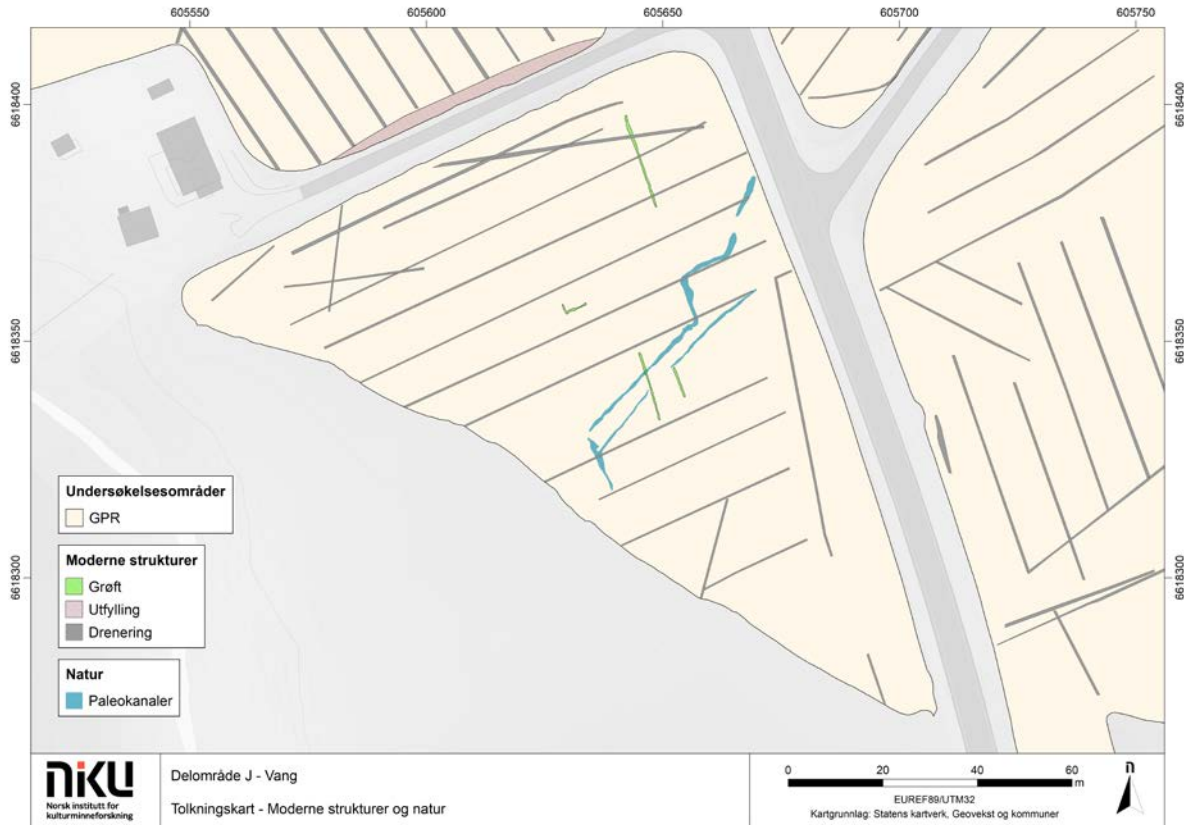 605550
605600
605650
605700
605750
6618400
6618400
6618350
6618350
6618300
6618300
Undersøkelsesområder
GPR
Moderne strukturer
Grøft
Utfylling
Drenering
Natur
Paleokanaler
NIKU
Norsk institutt for
kulturminneforskning
Delområde J - Vang
Tolkningskart - Moderne strukturer og natur
0 20 40 60
m
EUREF89/UTM32
Kartgrunnlag: Statens kartverk, Geovekst og kommuner
n